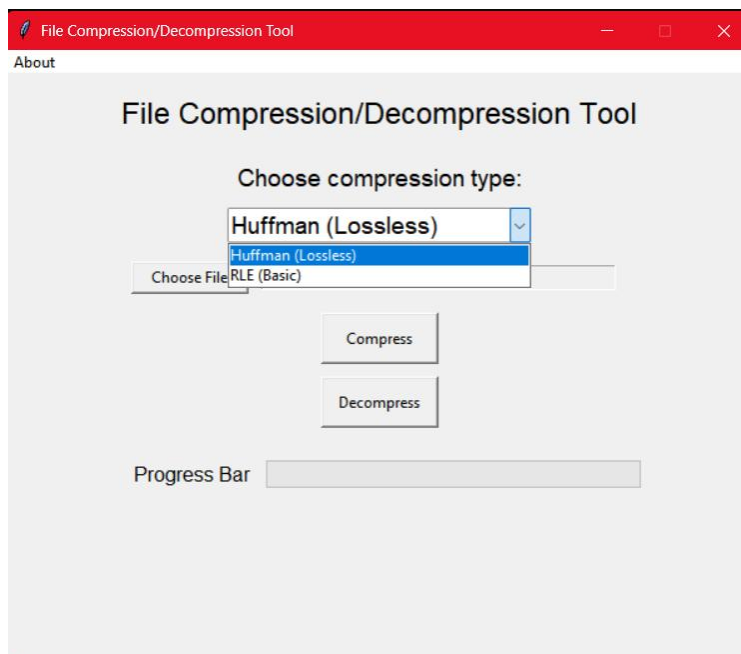 File Compression/Decompression Tool
About
File Compression/Decompression Tool
Choose compression type:
Huffman (Lossless)
Huffman (Lossless)
RLE (Basic)
Choose File
Compress
Decompress
Progress Bar